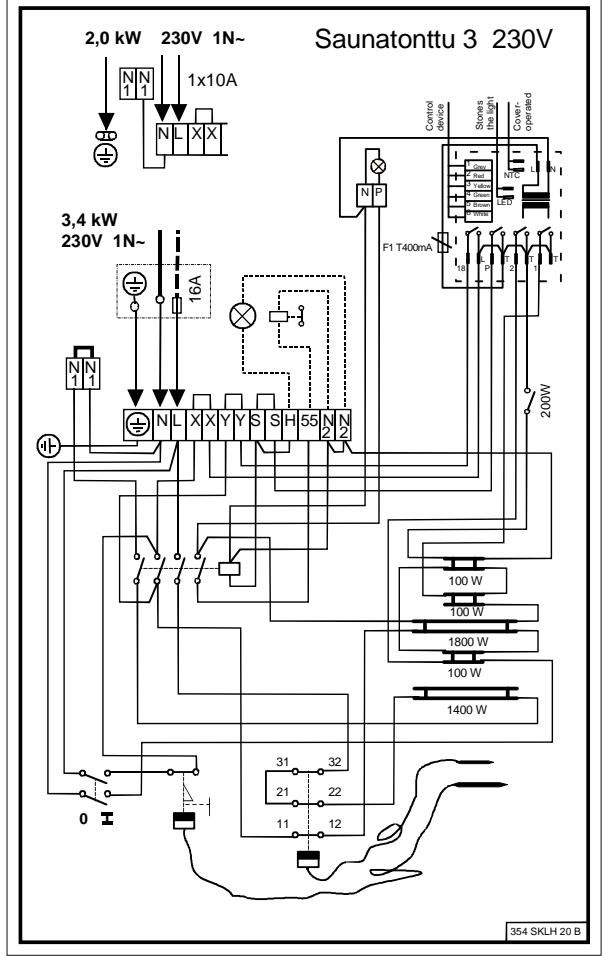 2,0 kW 230V 1N~
Saunatonttu 3 230V
N1 N1
1x10A
N L X X
Control device
Stones the light
Cover-operated
1 Grey
2 Red
3 Yellow
4 Green
5 Brown
6 White
NTC
LED
L N
N P
F1 T400mA
18 L P T 2 T 1 T
3,4 kW
230V 1N~
16A
N1 N1
200W
N L X X Y Y S S H 55 N2 N2
100 W
100 W
1800 W
100 W
1400 W
31 32
21 22
11 12
0 I
354 SKLH 20 B